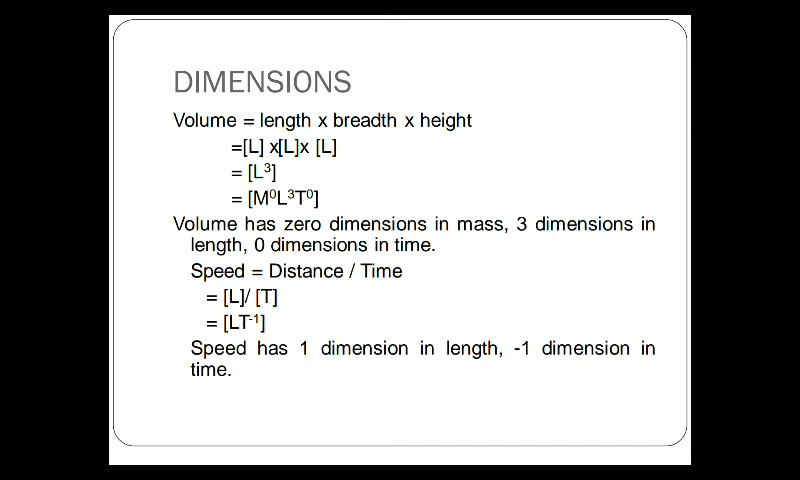 DIMENSIONS
Volume = length x breadth x height
=[L] x[L]x [L]
= [L³]
= [M⁰L³T⁰]
Volume has zero dimensions in mass, 3 dimensions in
length, 0 dimensions in time.
Speed = Distance / Time
= [L]/ [T]
= [LT⁻¹]
Speed has 1 dimension in length, -1 dimension in
time.